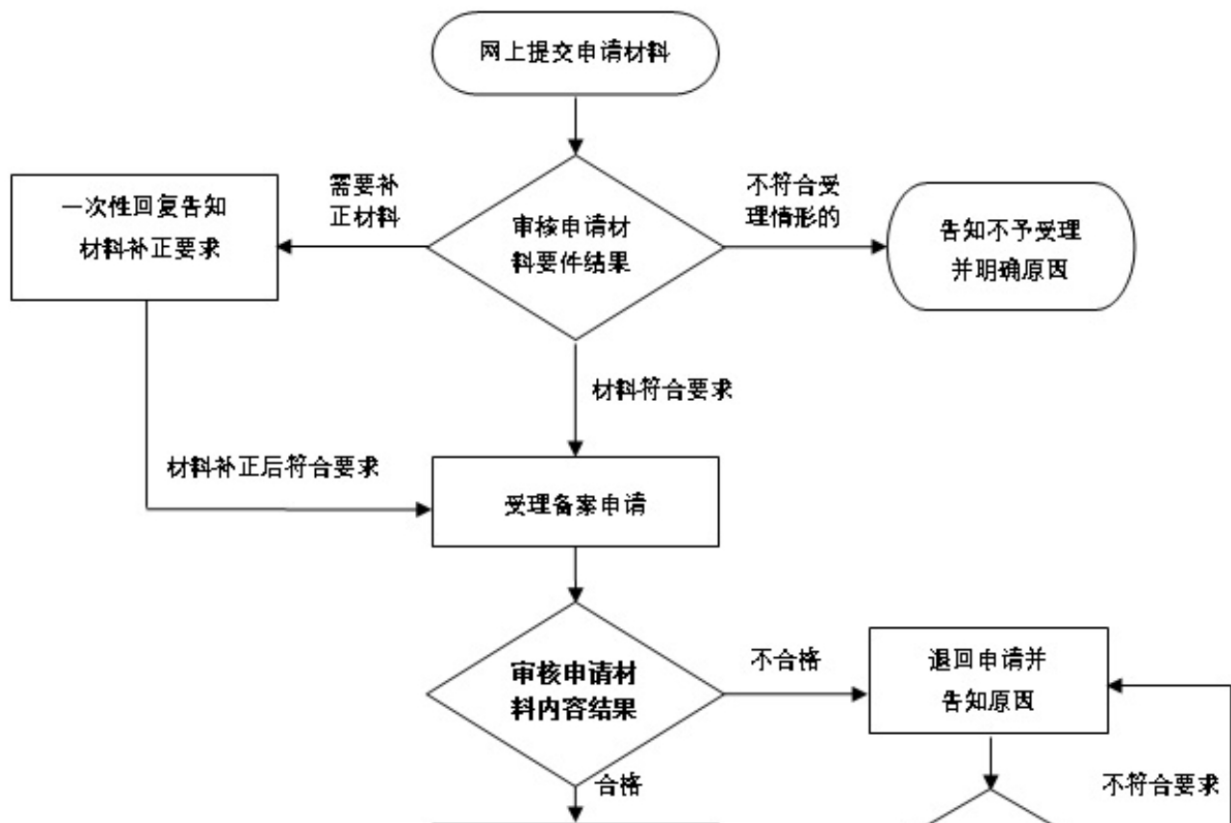 网上提交申请材料
需要补
正材料
不符合受
理情形的
一次性回复告知
材料补正要求
审核申请材
料要件结果
告知不予受理
并明确原因
材料符合要求
材料补正后符合要求
受理备案申请
审核申请材
料内容结果
不合格
退回申请并
告知原因
合格
不符合要求